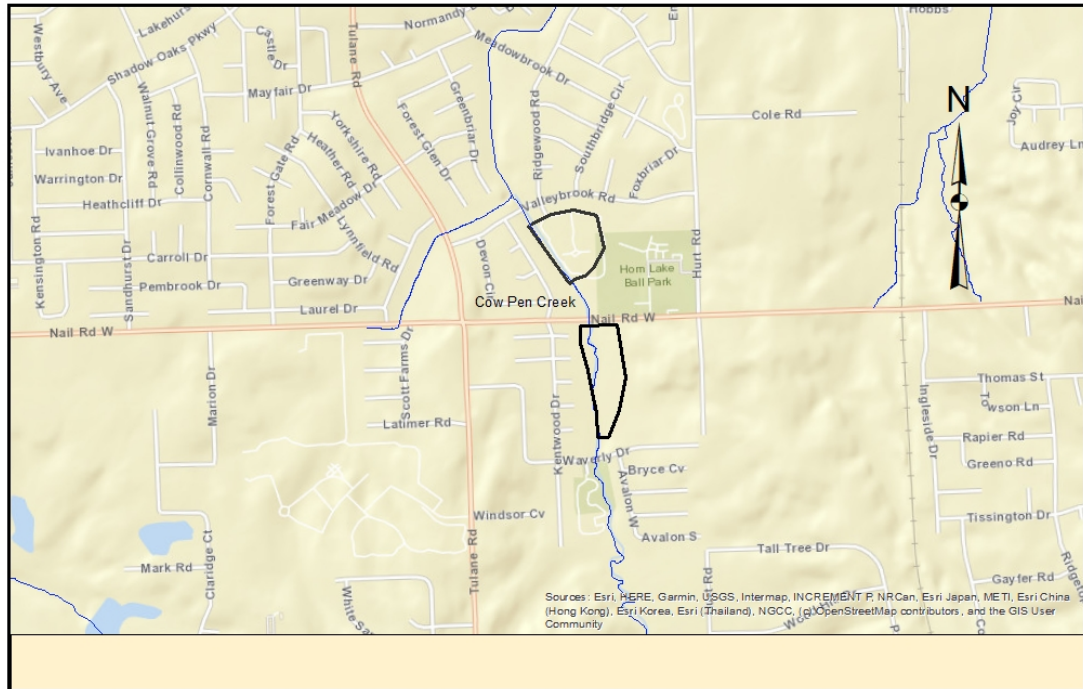 Lakehurst
Normandy
Hobbs
Westbury Ave
Shadow Oaks Pkwy
Castle Dr
Tulane Rd
Meadowbrook Dr
Mayfair Dr
Walnut Grove Rd
Collinwood Rd
Cornwall Rd
Yorkshire Rd
Heather Rd
Forest Glen Dr
Greenbriar Dr
Ridgewood Rd
Southbridge Cir
Cole Rd
N
Joy Cir
Audrey Ln
Ivanhoe Dr
Warrington Dr
Heathcliff Dr
Forest Gate Rd
Fair Meadow Dr
Lynnfield Rd
Foxbriar Dr
Valleybrook Rd
Kensington Rd
Sandhurst Dr
Carroll Dr
Pembrook Dr
Greenway Dr
Laurel Dr
Devon Cir
Cow Pen Creek
Horn Lake
Ball Park
Hurt Rd
Nail Rd W
Nail Rd W
Nail Rd
Marion Dr
Scott Farms Dr
Latimer Rd
Kentwood Dr
Waverly Dr
Bryce Cv
Avalon W
Avalon S
Windsor Cv
Tulane Rd
Ingleside Dr
Thomas St
Towson Ln
Rapier Rd
Greeno Rd
Tissington Dr
Tall Tree Dr
Gayfer Rd
Mark Rd
Claridge Ct
Hurt Rd
Sources: Esri, HERE, Garmin, USGS, Intermap, INCREMENT P, NRCan, Esri Japan, METI, Esri China
(Hong Kong), Esri Korea, Esri (Thailand), NGCC, (c) OpenStreetMap contributors, and the GIS User
Community